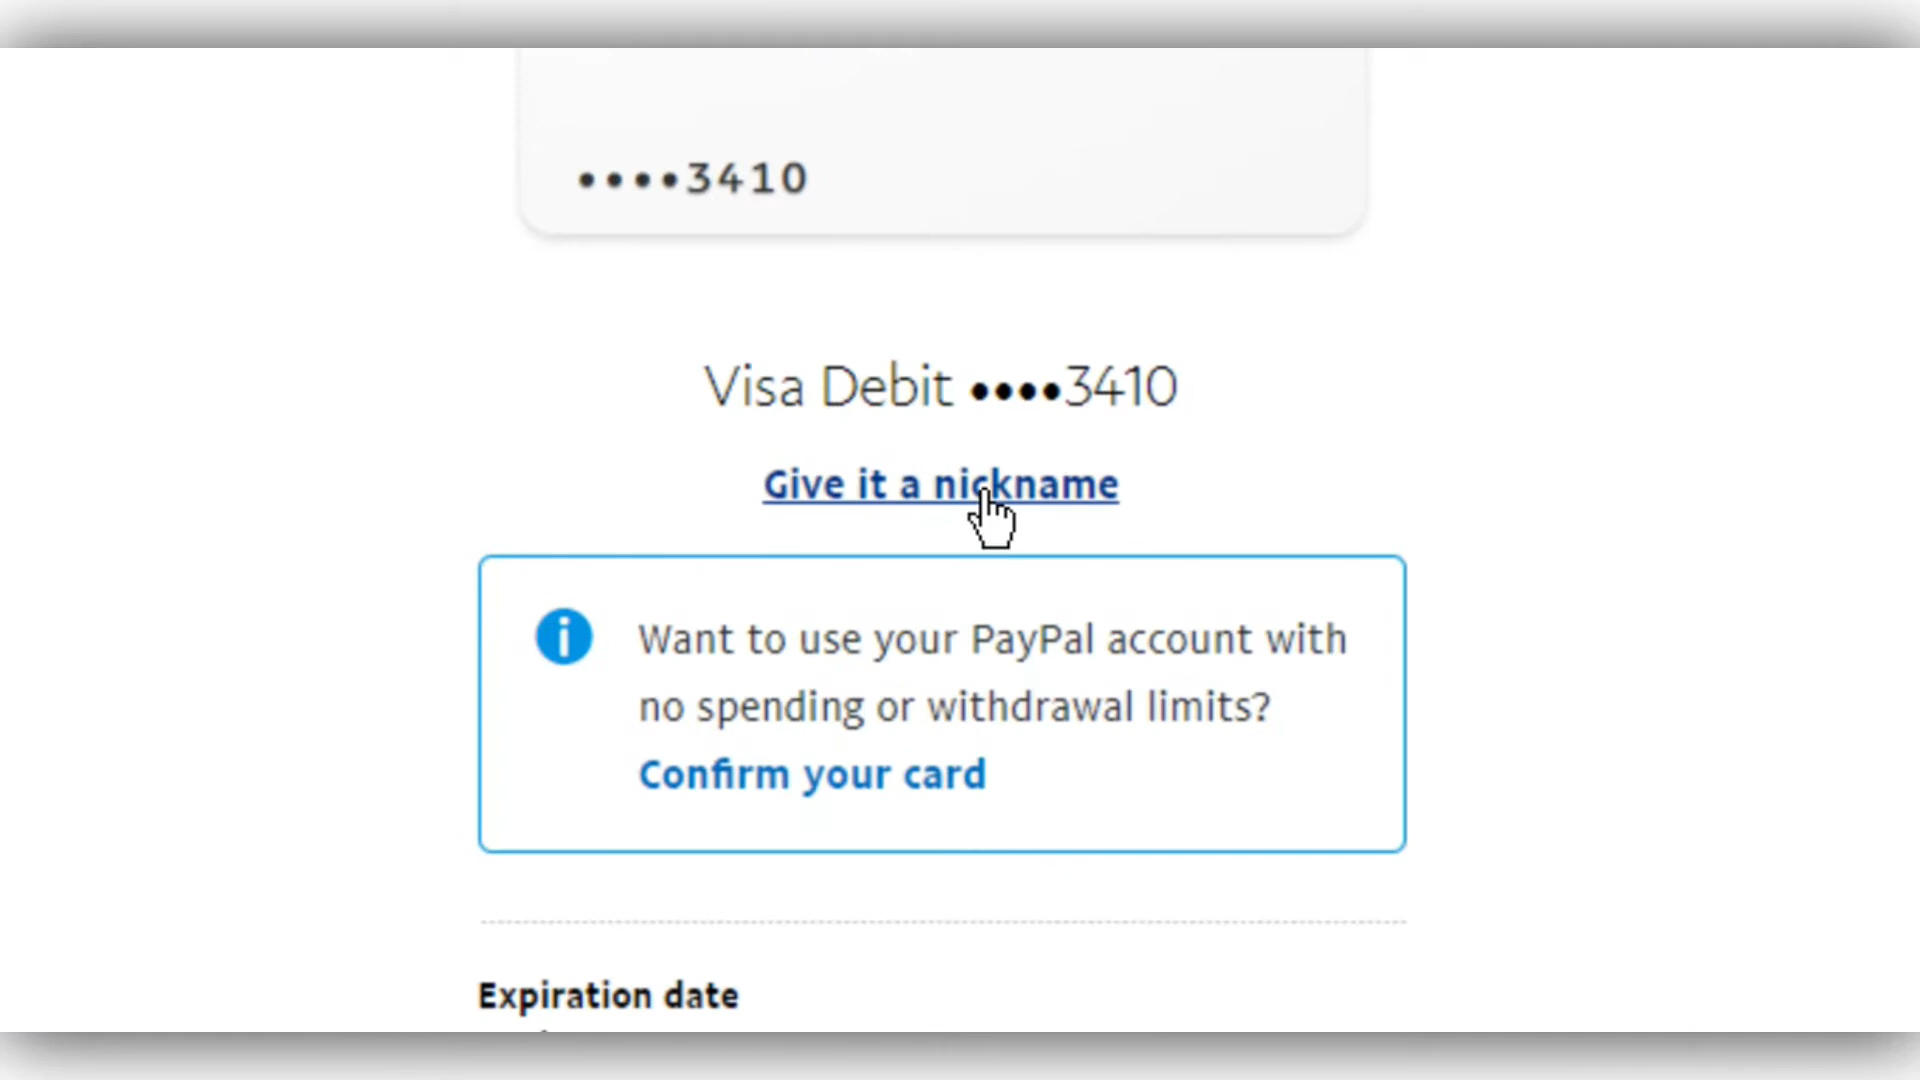 ••••3410
Visa Debit ••••3410
Give it a nickname
Want to use your PayPal account with
no spending or withdrawal limits?
Confirm your card
Expiration date